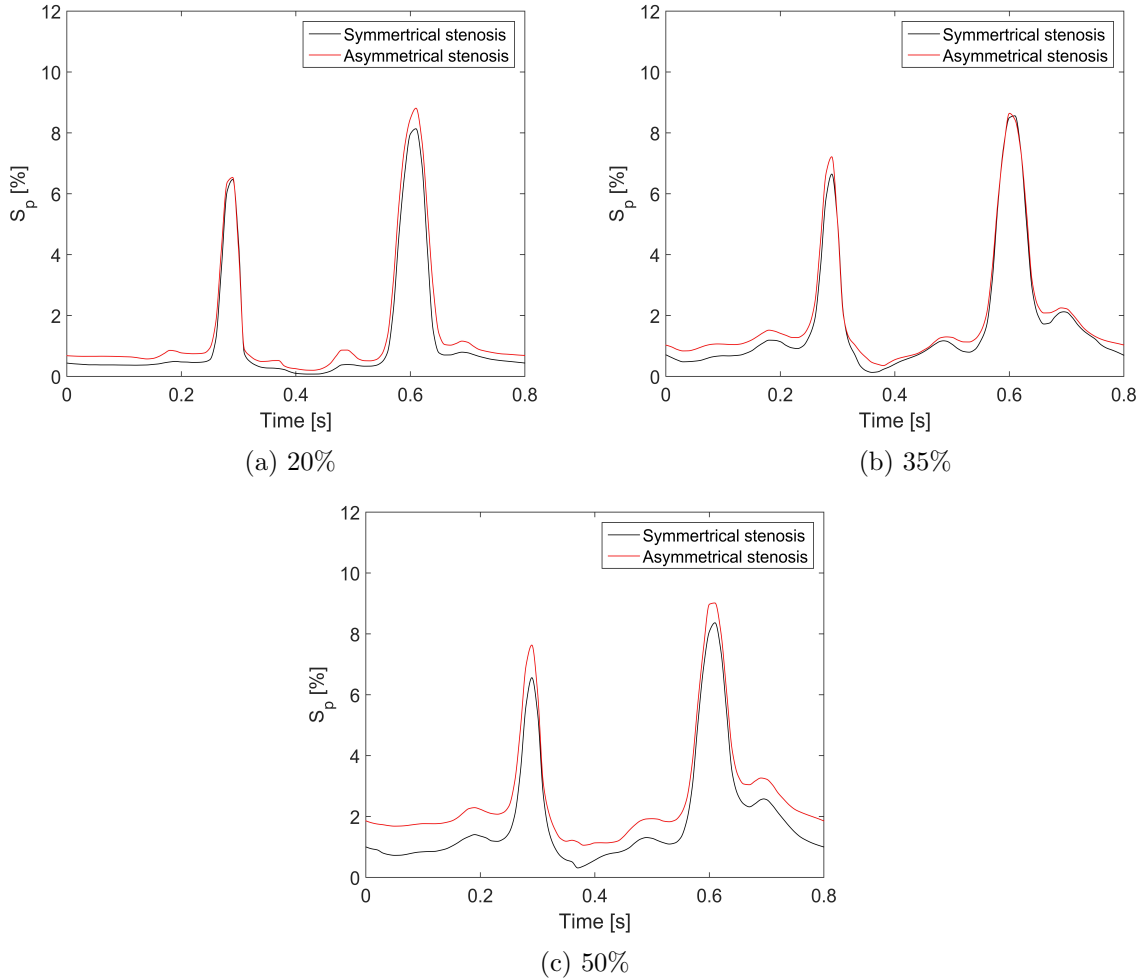 12
10
8
6
4
2
0
S_p [%]
Symmertrical stenosis
Asymmetrical stenosis
0 0.2 0.4 0.6 0.8
Time [s]
(a) 20%
12
10
8
6
4
2
0
S_p [%]
Symmertrical stenosis
Asymmetrical stenosis
0 0.2 0.4 0.6 0.8
Time [s]
(b) 35%
12
10
8
6
4
2
0
S_p [%]
Symmertrical stenosis
Asymmetrical stenosis
0 0.2 0.4 0.6 0.8
Time [s]
(c) 50%